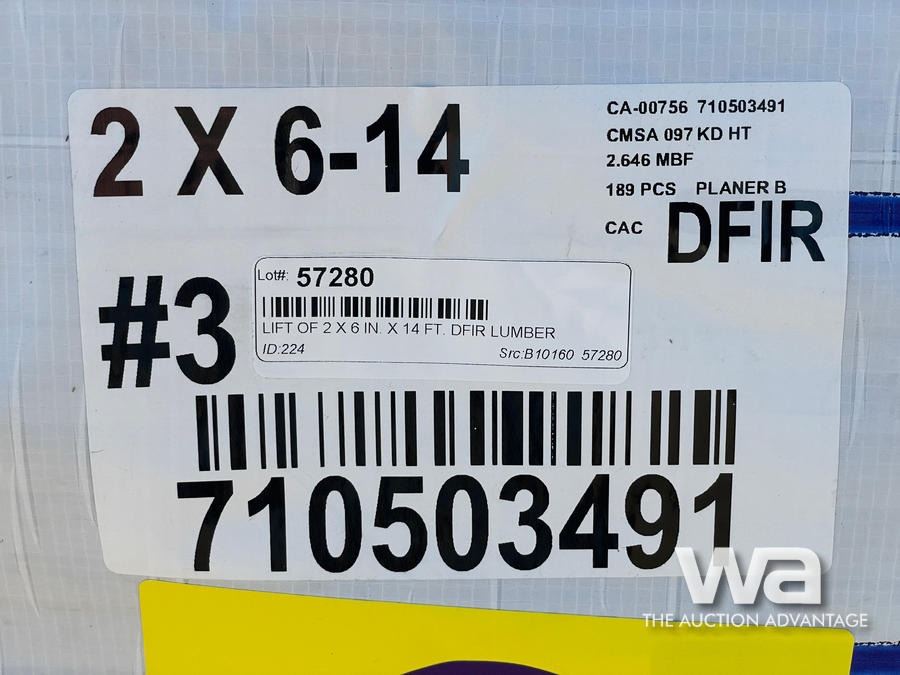 2 X 6-14
CA-00756 710503491
CMSA 097 KD HT
2.646 MBF
189 PCS PLANER B
CAC DFIR
#3
Lot#: 57280
LIFT OF 2 X 6 IN. X 14 FT. DFIR LUMBER
ID:224 Src:B10160 57280
710503491
wa
THE AUCTION ADVANTAGE